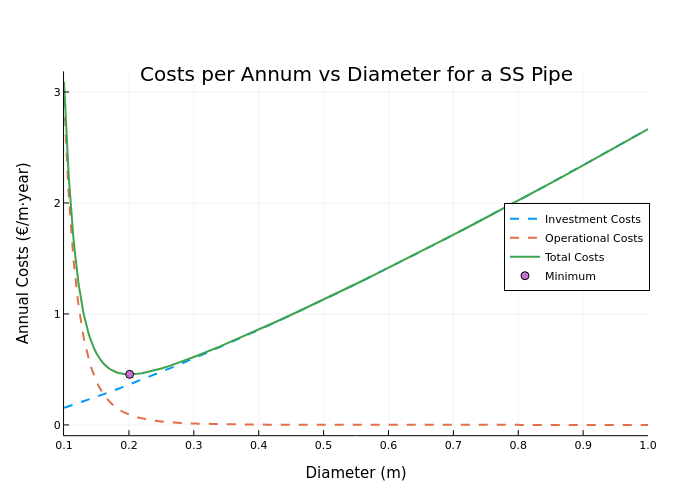 Costs per Annum vs Diameter for a SS Pipe
Annual Costs (€/m·year)
3
2
1
0
Investment Costs
Operational Costs
Total Costs
Minimum
0.1 0.2 0.3 0.4 0.5 0.6 0.7 0.8 0.9 1.0
Diameter (m)